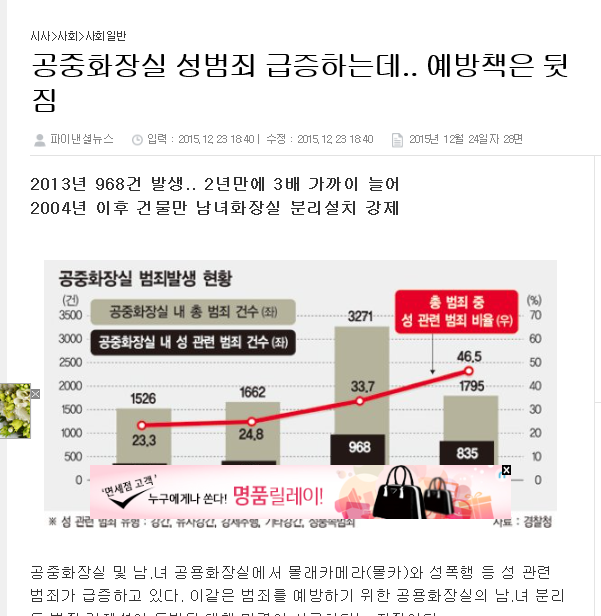 시사>사회>사회일반
공중화장실 성범죄 급증하는데.. 예방책은 뒷
짐
파이낸셜뉴스 입력 : 2015.12.23 18:40 | 수정 : 2015.12.23 18:40 2015년 12월 24일자 28면
2013년 968건 발생.. 2년만에 3배 가까이 늘어
2004년 이후 건물만 남녀화장실 분리설치 강제
공중화장실 범죄발생 현황
(건) (%)
공중화장실 내 총 범죄 건수(좌)
공중화장실 내 성 관련 범죄 건수(좌)
총 범죄 중
성 관련 범죄 비율(우)
3500 70
3000 60
2500 50
2000 40
1500 30
1000 20
500 10
0 0
1526 1662 3271 1795
23.3 24.8 33.7 46.5
968 835
"면세점 고객"
누구에게나 쏜다! 명품릴레이!
※ 성 관련 범죄 유형 : 강간, 유사강간, 강제추행, 기타강간, 성풍속범죄 자료 : 경찰청
공중화장실 및 남.녀 공용화장실에서 몰래카메라(몰카)와 성폭행 등 성 관련
범죄가 급증하고 있다. 이같은 범죄를 예방하기 위한 공용화장실의 남.녀 분리